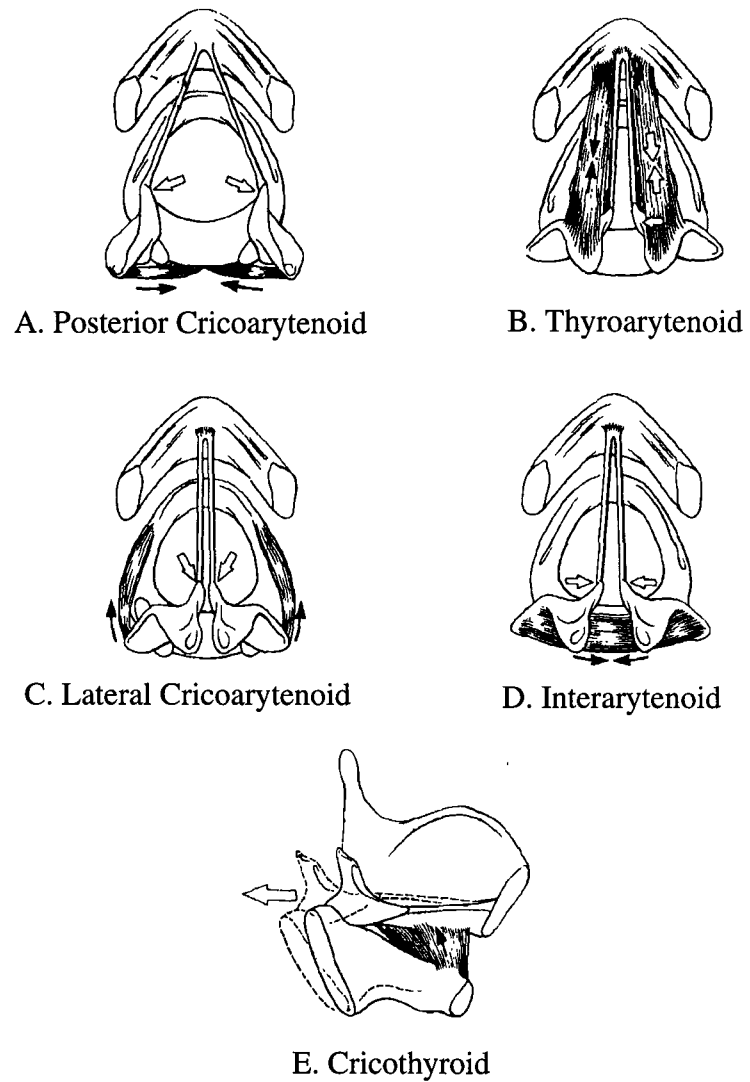 A. Posterior Cricoarytenoid
B. Thyroarytenoid
C. Lateral Cricoarytenoid
D. Interarytenoid
E. Cricothyroid